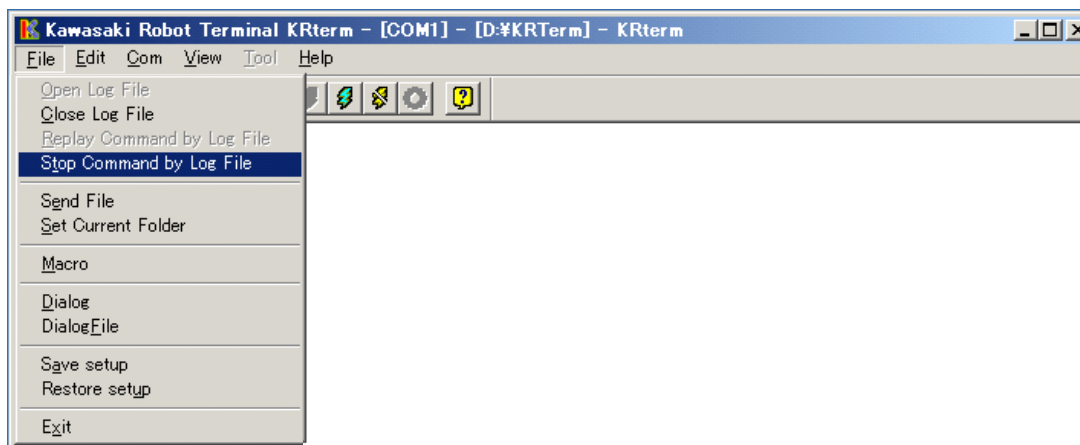 Kawasaki Robot Terminal KRterm - [COM1] - [D:¥KRTerm] - KRterm
File Edit Com View Tool Help
Open Log File
Close Log File
Replay Command by Log File
Stop Command by Log File
Send File
Set Current Folder
Macro
Dialog
DialogFile
Save setup
Restore setup
Exit